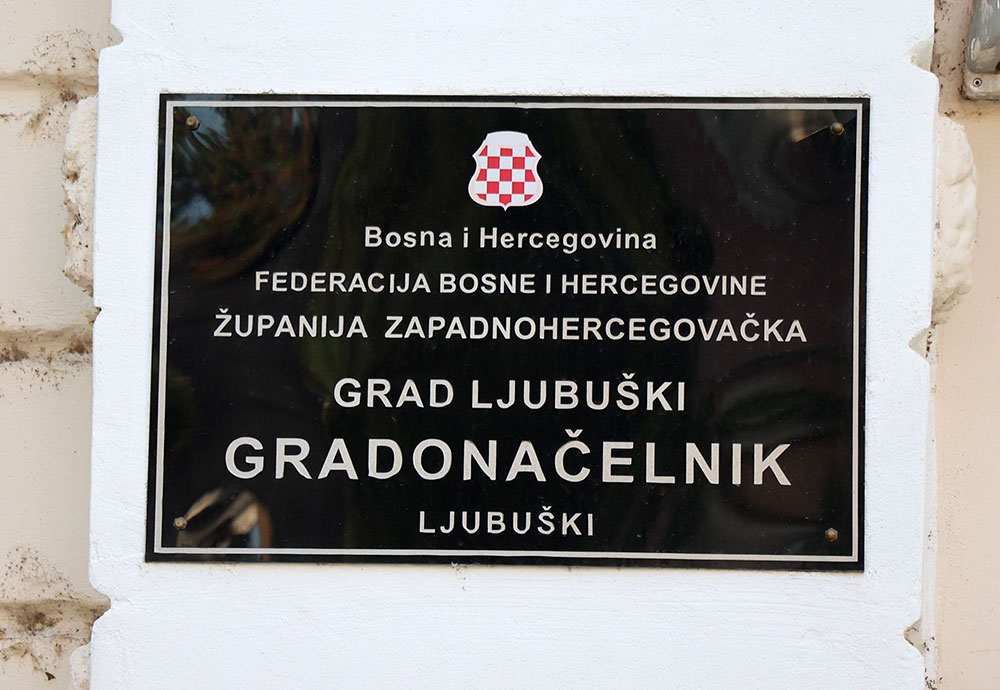 Bosna i Hercegovina
FEDERACIJA BOSNE I HERCEGOVINE
ŽUPANIJA ZAPADNOHERCEGOVAČKA
GRAD LJUBUŠKI
GRADONAČELNIK
LJUBUŠKI